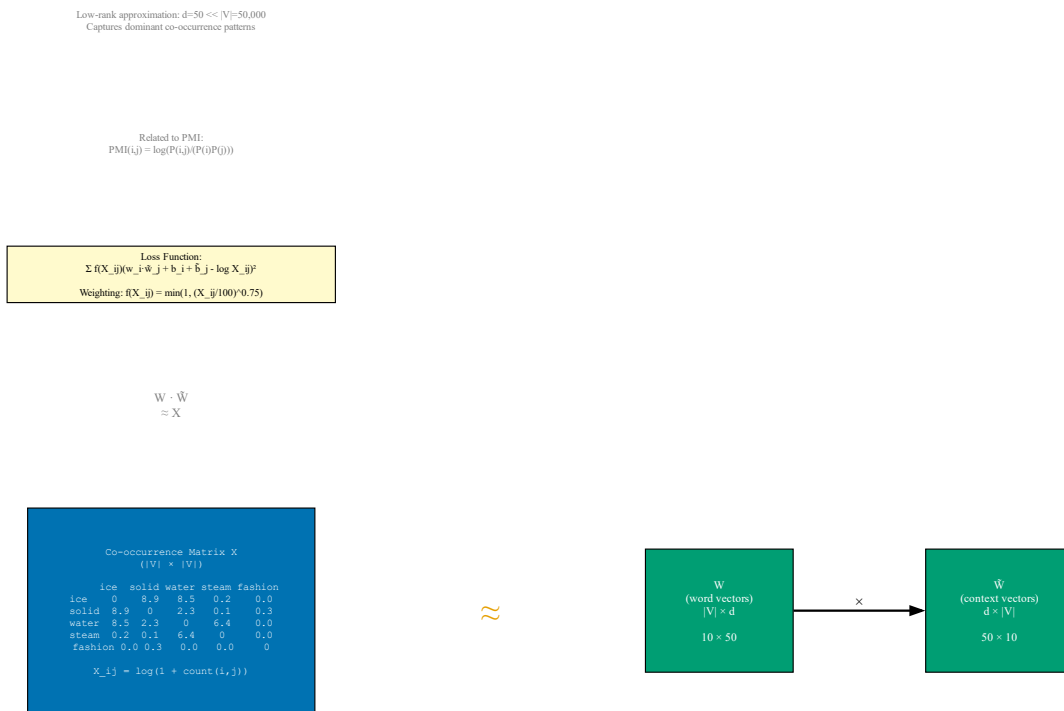 Low-rank approximation: d=50 << |V|=50,000
Captures dominant co-occurrence patterns
Related to PMI:
PMI(i,j) = log(P(i,j)/(P(i)P(j)))
Loss Function:
Σ f(X_ij)(w_i·w̃_j + b_i + b̃_j - log X_ij)²
Weighting: f(X_ij) = min(1, (X_ij/100)^0.75)
W · W̃
≈ X
Co-occurrence Matrix X
(|V| × |V|)
ice solid water steam fashion
ice 0 8.9 8.5 0.2 0.0
solid 8.9 0 2.3 0.1 0.3
water 8.5 2.3 0 6.4 0.0
steam 0.2 0.1 6.4 0 0.0
fashion 0.0 0.3 0.0 0.0 0
X_ij = log(1 + count(i,j))
≈
W
(word vectors)
|V| × d
10 × 50
×
W̃
(context vectors)
d × |V|
50 × 10